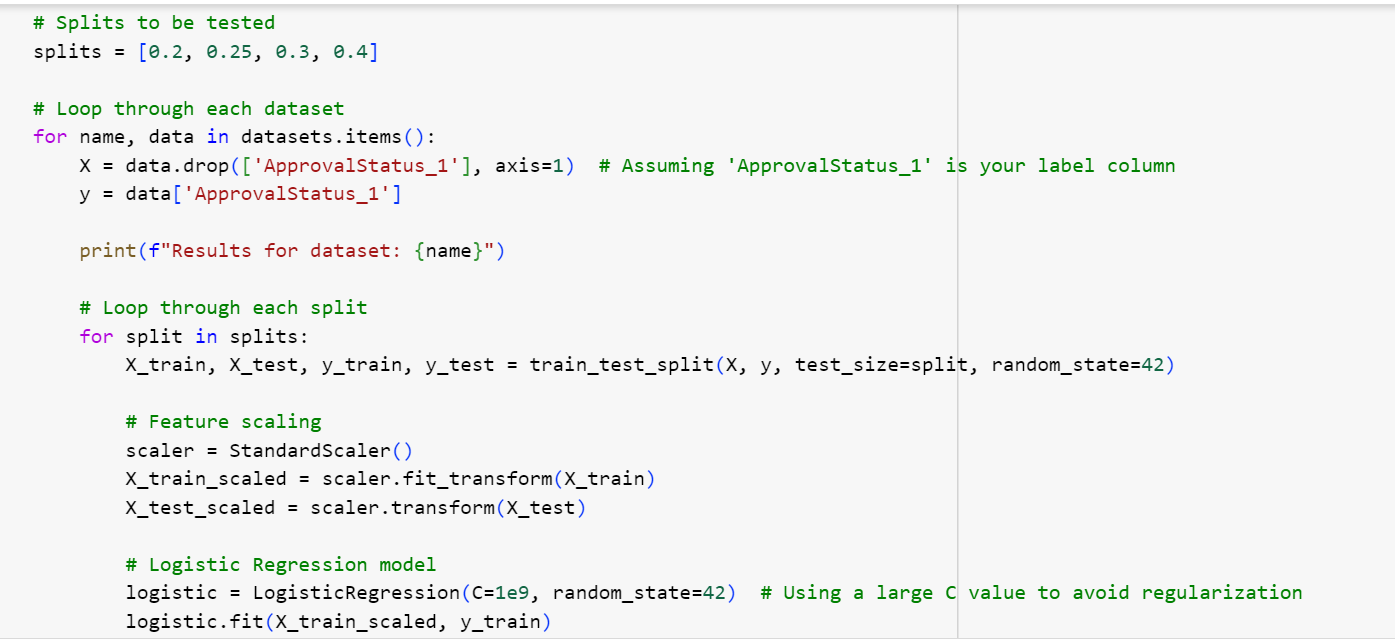 # Splits to be tested
splits = [0.2, 0.25, 0.3, 0.4]
# Loop through each dataset
for name, data in datasets.items():
    X = data.drop(['ApprovalStatus_1'], axis=1)  # Assuming 'ApprovalStatus_1' is your label column
    y = data['ApprovalStatus_1']
    print(f"Results for dataset: {name}")
    # Loop through each split
    for split in splits:
        X_train, X_test, y_train, y_test = train_test_split(X, y, test_size=split, random_state=42)
        # Feature scaling
        scaler = StandardScaler()
        X_train_scaled = scaler.fit_transform(X_train)
        X_test_scaled = scaler.transform(X_test)
        # Logistic Regression model
        logistic = LogisticRegression(C=1e9, random_state=42)  # Using a large C value to avoid regularization
        logistic.fit(X_train_scaled, y_train)